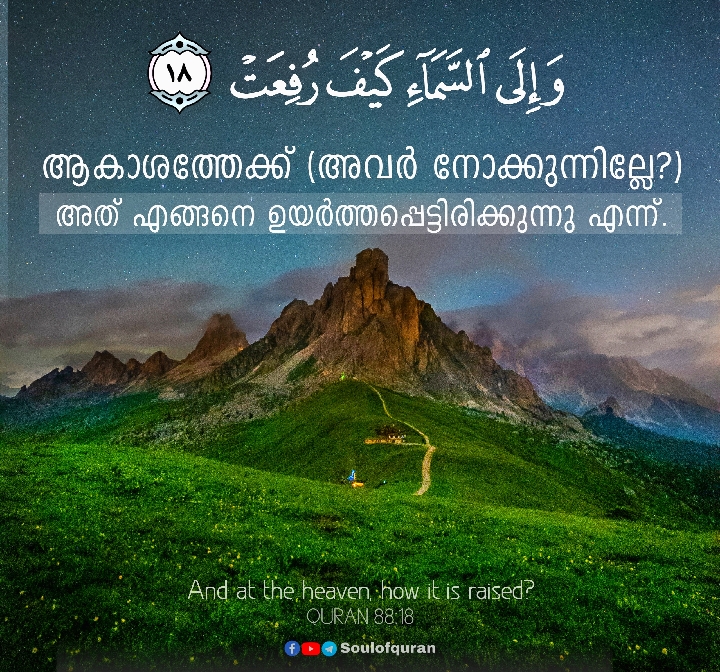 وَإِلَى ٱلسَّمَآءِ كَيْفَ رُفِعَتْ ١٨
ആകാശത്തേക്ക് (അവർ നോക്കുന്നില്ലേ?)
അത് എങ്ങനെ ഉയർത്തപ്പെട്ടിരിക്കുന്നു എന്ന്.
And at the heaven, how it is raised?
QURAN 88:18
Soulofquran